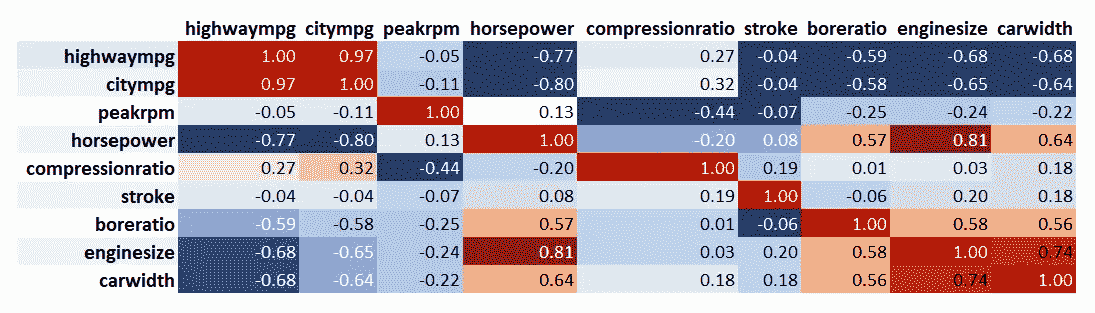 highwaympg citympg peakrpm horsepower compressionratio stroke boreratio enginesize carwidth
highwaympg 1.00 0.97 -0.05 -0.77 0.27 -0.04 -0.59 -0.68 -0.68
citympg 0.97 1.00 -0.11 -0.80 0.32 -0.04 -0.58 -0.65 -0.64
peakrpm -0.05 -0.11 1.00 0.13 -0.44 -0.07 -0.25 -0.24 -0.22
horsepower -0.77 -0.80 0.13 1.00 -0.20 0.08 0.57 0.81 0.64
compressionratio 0.27 0.32 -0.44 -0.20 1.00 0.19 0.01 0.03 0.18
stroke -0.04 -0.04 -0.07 0.08 0.19 1.00 -0.06 0.20 0.18
boreratio -0.59 -0.58 -0.25 0.57 0.01 -0.06 1.00 0.58 0.56
enginesize -0.68 -0.65 -0.24 0.81 0.03 0.20 0.58 1.00 0.74
carwidth -0.68 -0.64 -0.22 0.64 0.18 0.18 0.56 0.74 1.00